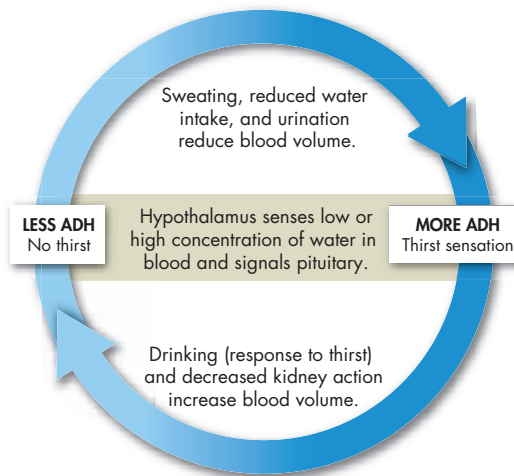 Sweating, reduced water
intake, and urination
reduce blood volume.
LESS ADH
No thirst
Hypothalamus senses low or
high concentration of water in
blood and signals pituitary.
MORE ADH
Thirst sensation
Drinking (response to thirst)
and decreased kidney action
increase blood volume.